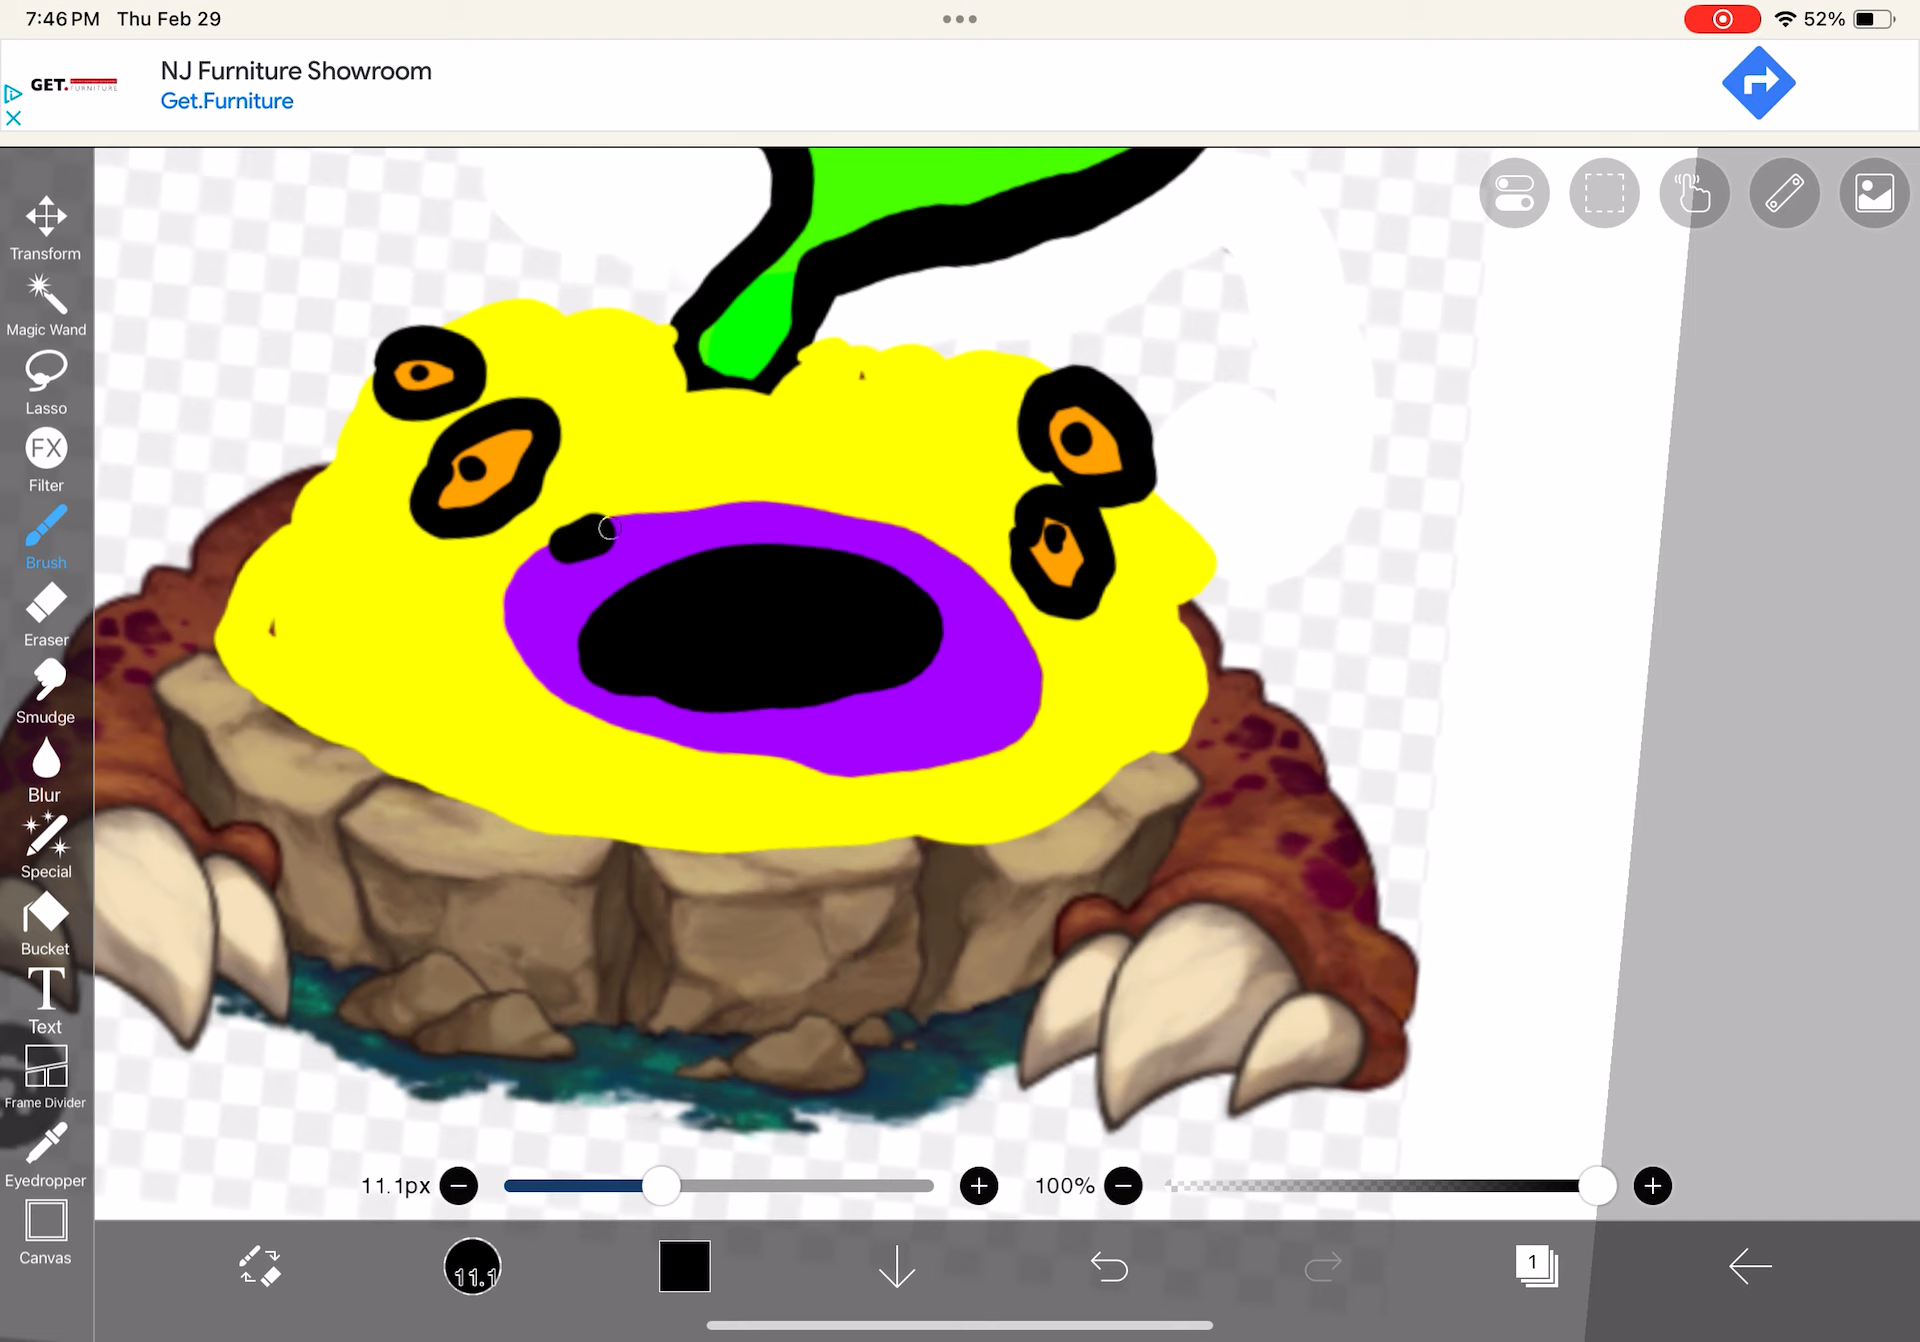 7:46 PM Thu Feb 29
52%
GET.FURNITURE
NJ Furniture Showroom
Get.Furniture
Transform
Magic Wand
Lasso
FX
Filter
Brush
Eraser
Smudge
Blur
Special
Bucket
T
Text
Frame Divider
Eyedropper
Canvas
11.1px
100%
11.1
1